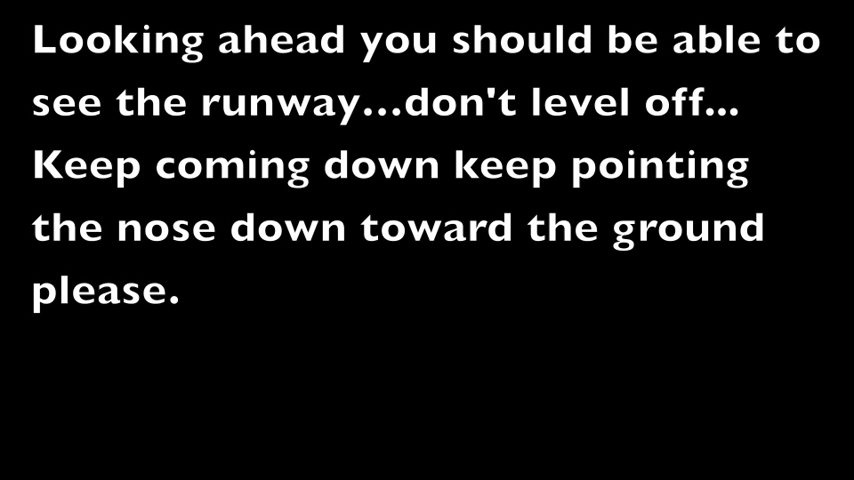 Looking ahead you should be able to
see the runway...don't level off...
Keep coming down keep pointing
the nose down toward the ground
please.